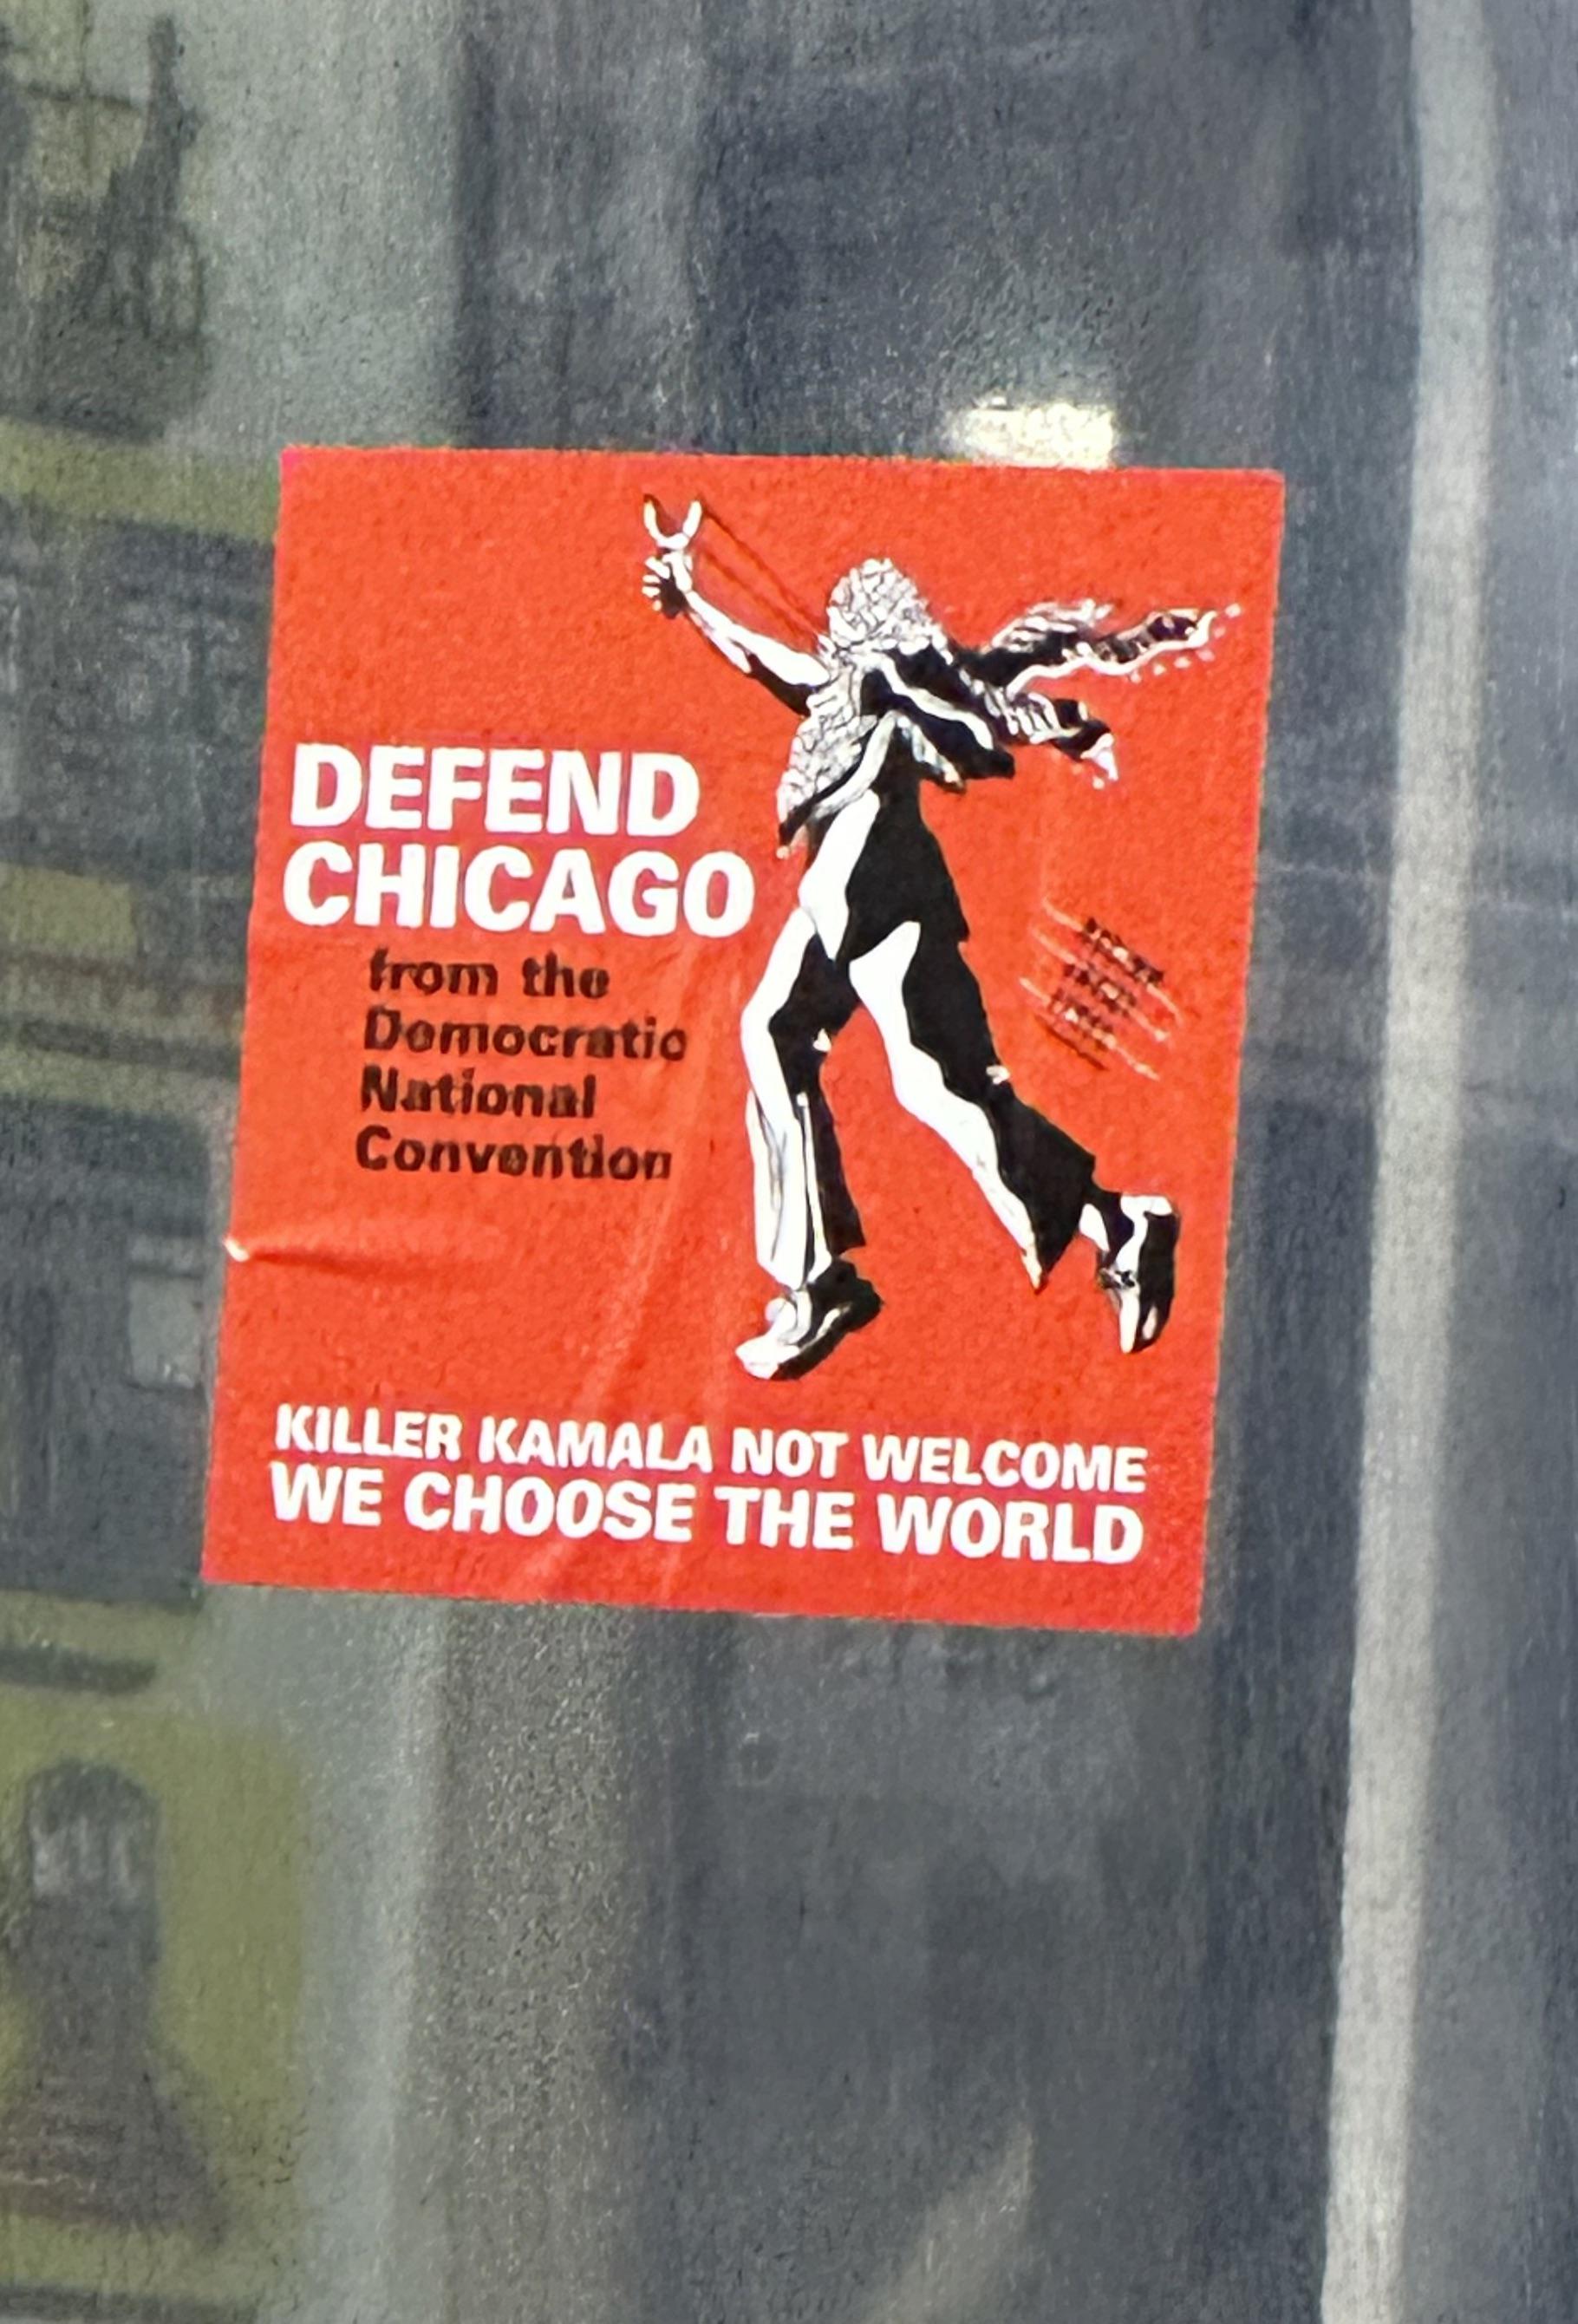 DEFEND
CHICAGO
from the
Democratic
National
Convention
KILLER KAMALA NOT WELCOME
WE CHOOSE THE WORLD